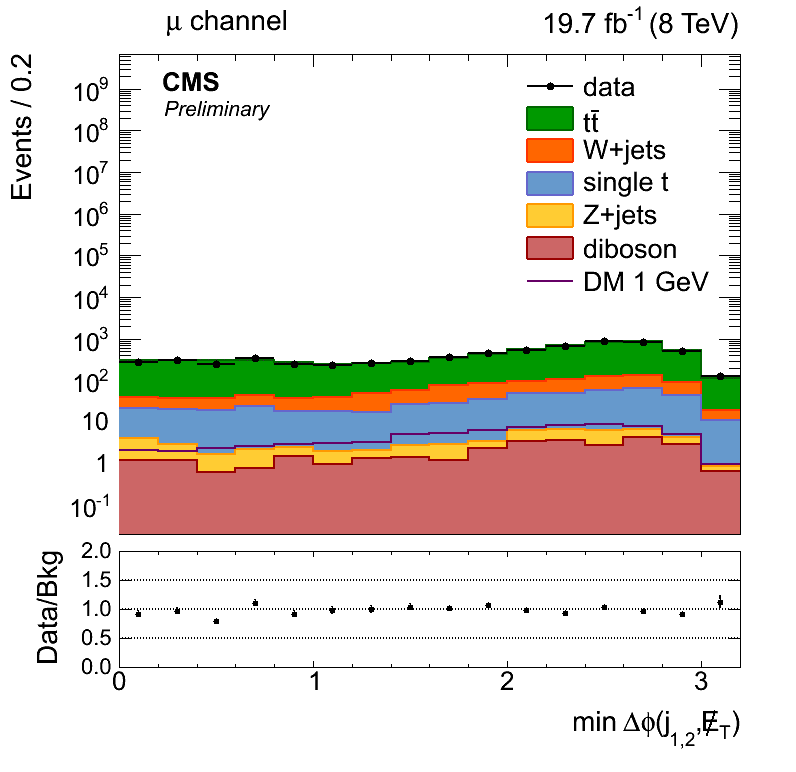 μ channel 19.7 fb⁻¹ (8 TeV)
Events / 0.2
CMS
Preliminary
data
tt̄
W+jets
single t
Z+jets
diboson
DM 1 GeV
10⁹
10⁸
10⁷
10⁶
10⁵
10⁴
10³
10²
10
1
10⁻¹
Data/Bkg
2.0
1.5
1.0
0.5
0.0
0 1 2 3
min Δϕ(j₁,₂,E̸_T)